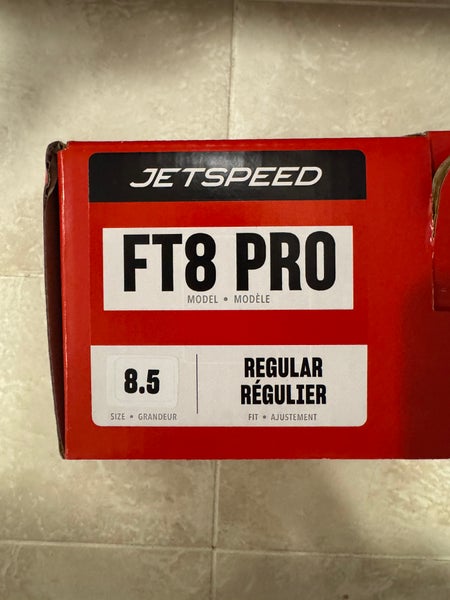 JETSPEED
FT8 PRO
MODEL • MODÈLE
8.5
SIZE • GRANDEUR
REGULAR
RÉGULIER
FIT • AJUSTEMENT